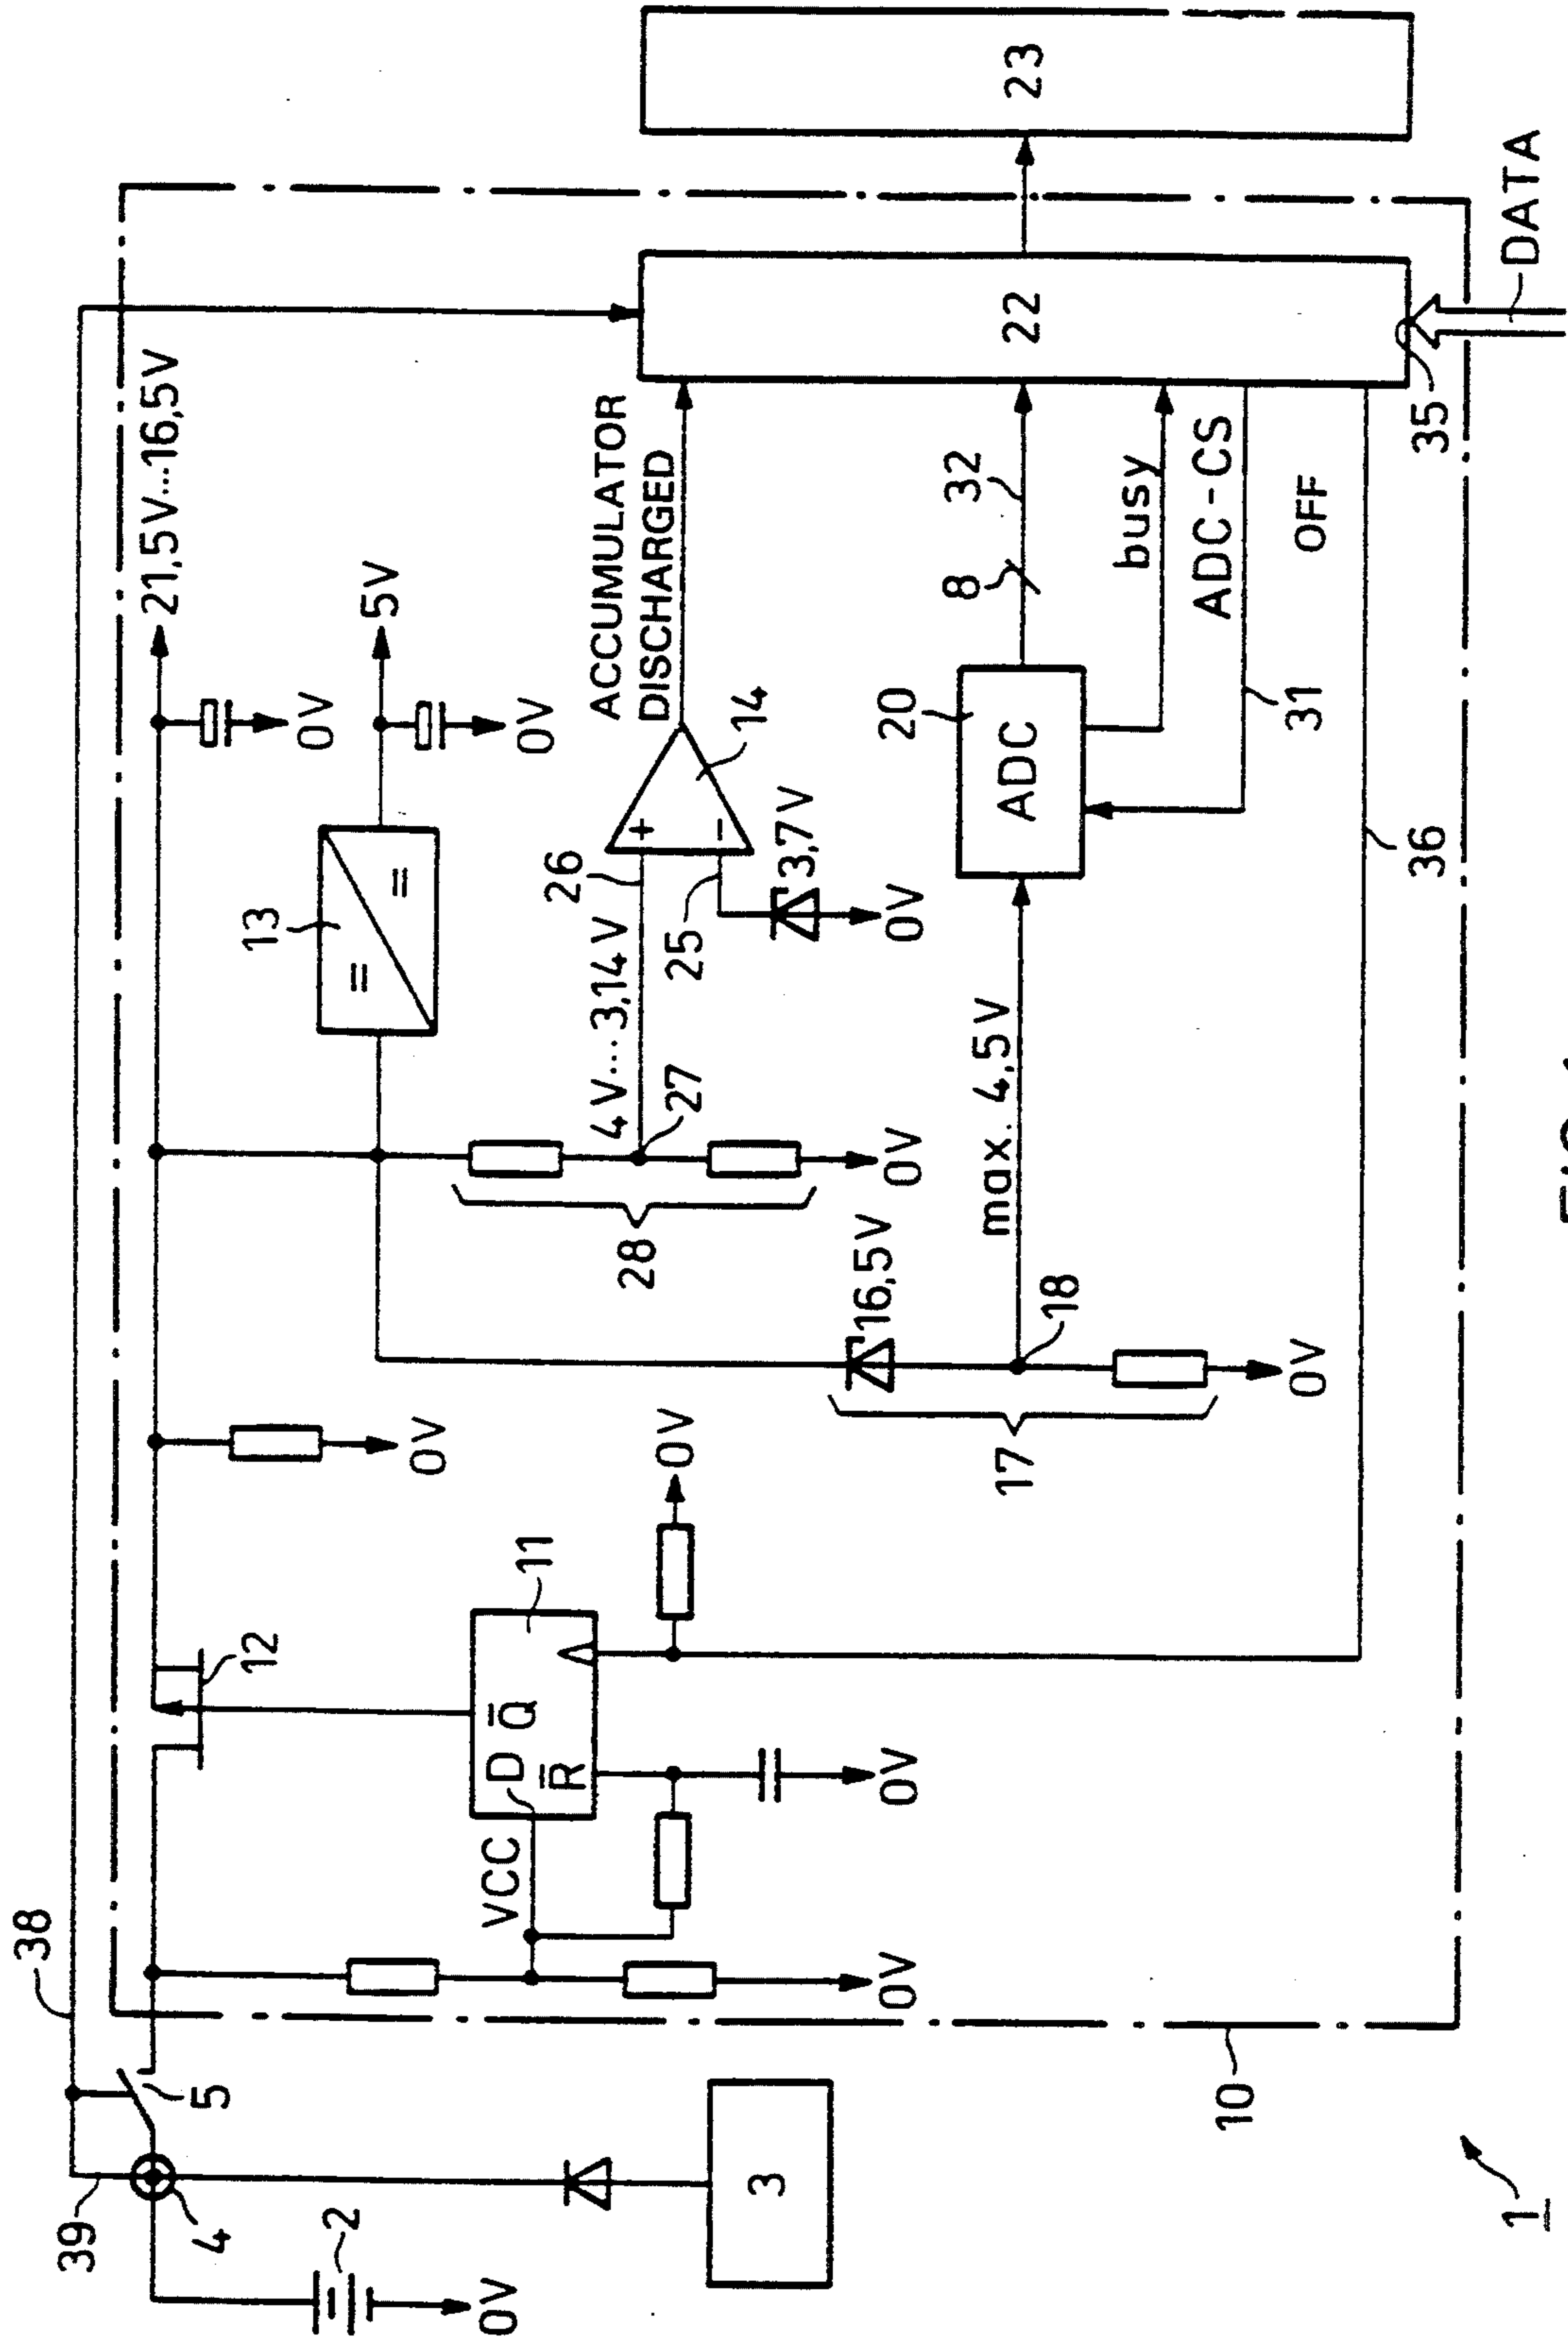 38
39
4
5
2
0V
3
1
10
VCC
D
Q̅
R̅
11
12
0V
0V
0V
0V
21,5V...16,5V
0V
13
=
=
5V
0V
28
27
4V...3,14V
26
25
+
−
14
3,7V
0V
0V
ACCUMULATOR
DISCHARGED
17
16,5V
18
0V
max. 4,5V
20
ADC
8
32
busy
ADC-CS
31
OFF
36
22
35
DATA
23